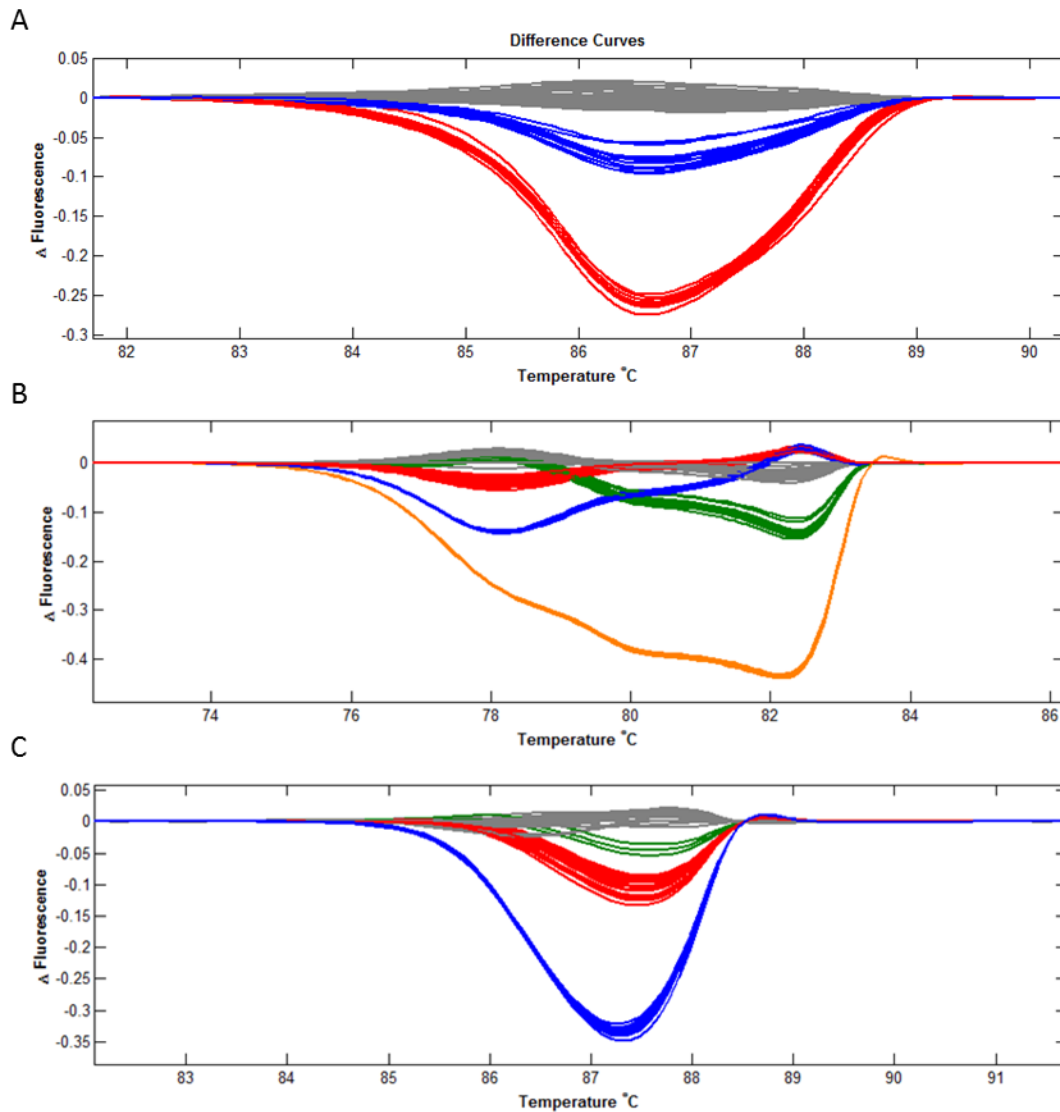 A
Difference Curves
0.05
0
-0.05
-0.1
-0.15
-0.2
-0.25
-0.3
Δ Fluorescence
82 83 84 85 86 87 88 89 90
Temperature °C
B
0
-0.1
-0.2
-0.3
-0.4
Δ Fluorescence
74 76 78 80 82 84 86
Temperature °C
C
0.05
0
-0.05
-0.1
-0.15
-0.2
-0.25
-0.3
-0.35
Δ Fluorescence
83 84 85 86 87 88 89 90 91
Temperature °C